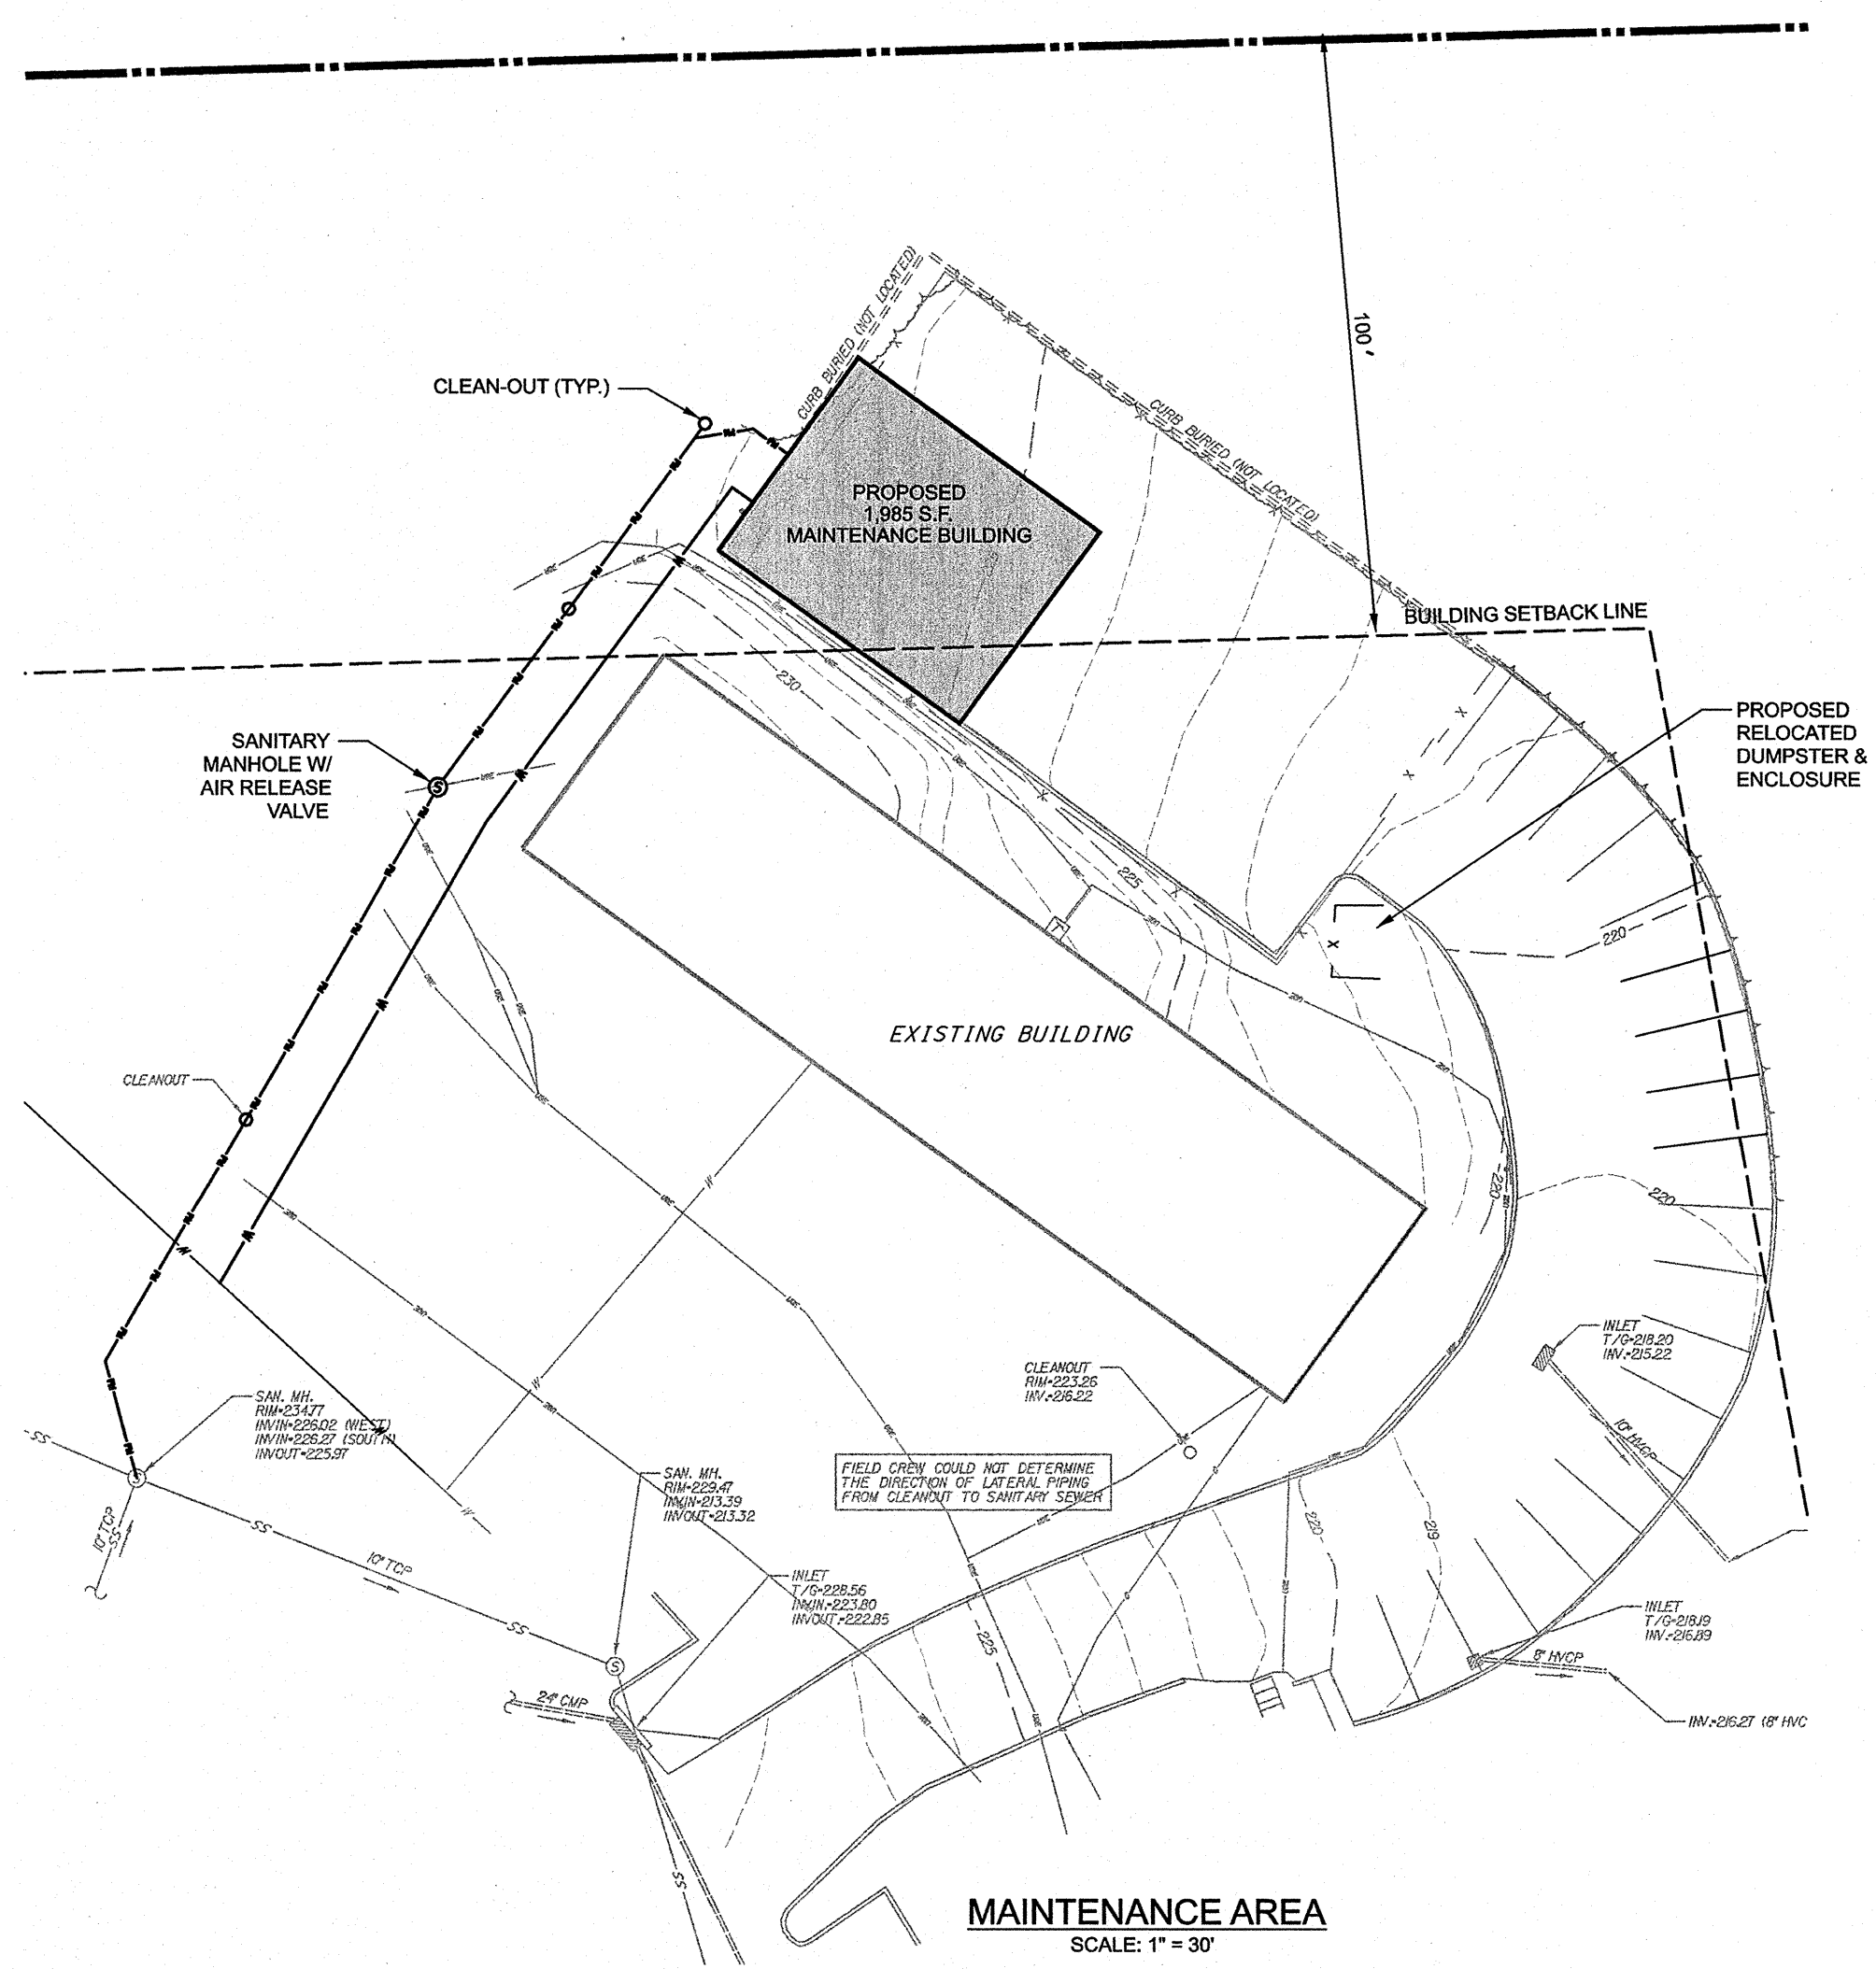 100'
CURB BURIED (NOT LOCATED)
CLEAN-OUT (TYP.)
CURB BURIED (NOT LOCATED)
PROPOSED
1,985 S.F.
MAINTENANCE BUILDING
BUILDING SETBACK LINE
230
SANITARY
MANHOLE W/
AIR RELEASE
VALVE
PROPOSED
RELOCATED
DUMPSTER &
ENCLOSURE
225
T
220
EXISTING BUILDING
CLEANOUT
220
220
INLET
T/G=218.20
INV.=215.22
CLEANOUT
RIM=223.26
INV.=216.22
SAN. MH.
RIM=234.77
INVIN=226.02 (WEST)
INVIN=226.27 (SOUTH)
INVOUT=225.97
10" HVCP
FIELD CREW COULD NOT DETERMINE
THE DIRECTION OF LATERAL PIPING
FROM CLEANOUT TO SANITARY SEWER
SAN. MH.
RIM=229.47
INVIN=213.39
INVOUT=213.32
SS
S
10" TCP
SS
SS
10" TCP
SS
220
219
INLET
T/G=228.56
INVIN.=223.80
INVOUT.=222.85
INLET
T/G=218.19
INV.=216.89
225
S
8" HVCP
24" CMP
INV.=216.27 (8" HVC
SS
MAINTENANCE AREA
SCALE: 1" = 30'